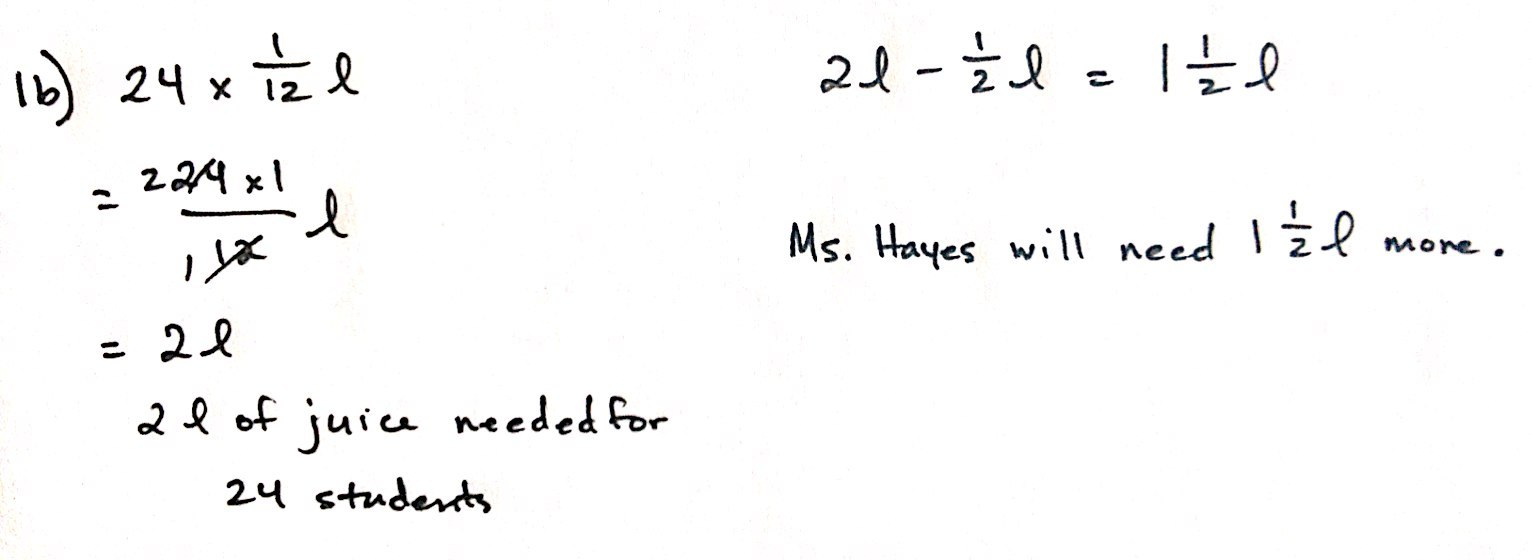 1b) 24 x 1/12 l
= 2 24 x 1 / 1 12 l
= 2 l
2 l of juice needed for
24 students
2 l - 1/2 l = 1 1/2 l
Ms. Hayes will need 1 1/2 l more.